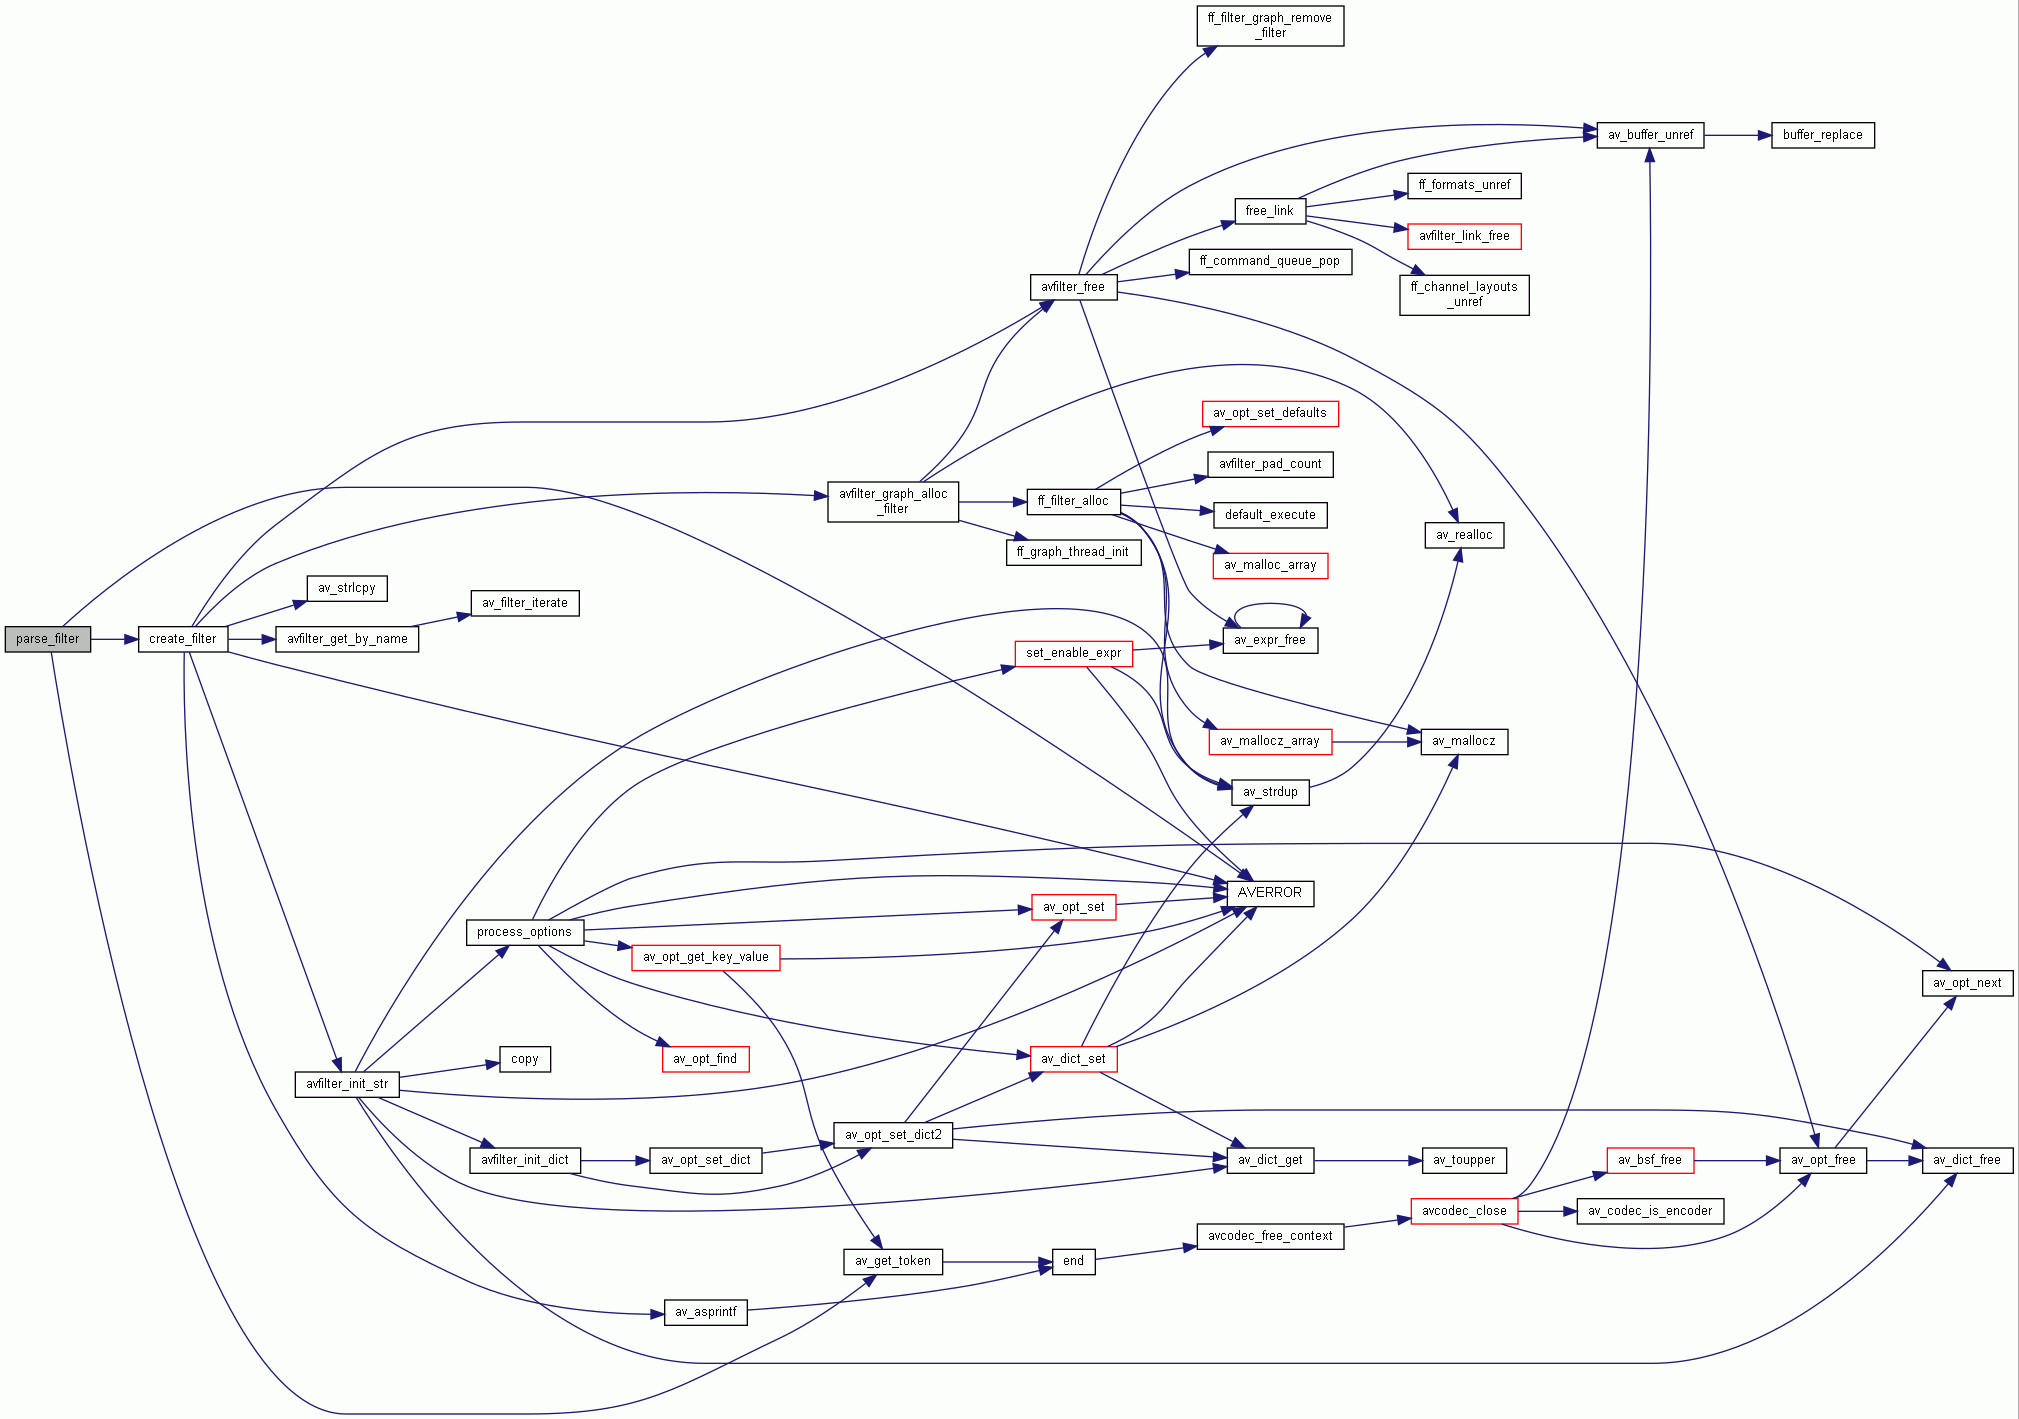 ff_filter_graph_remove
_filter
av_buffer_unref
buffer_replace
ff_formats_unref
free_link
avfilter_link_free
ff_command_queue_pop
avfilter_free
ff_channel_layouts
_unref
av_opt_set_defaults
avfilter_pad_count
avfilter_graph_alloc
_filter
ff_filter_alloc
default_execute
av_realloc
ff_graph_thread_init
av_malloc_array
av_strlcpy
av_filter_iterate
parse_filter
create_filter
avfilter_get_by_name
av_expr_free
set_enable_expr
av_mallocz_array
av_mallocz
av_strdup
AVERROR
av_opt_set
process_options
av_opt_get_key_value
av_opt_next
copy
av_opt_find
av_dict_set
avfilter_init_str
av_opt_set_dict2
avfilter_init_dict
av_opt_set_dict
av_dict_get
av_toupper
av_bsf_free
av_opt_free
av_dict_free
avcodec_close
av_codec_is_encoder
avcodec_free_context
av_get_token
end
av_asprintf